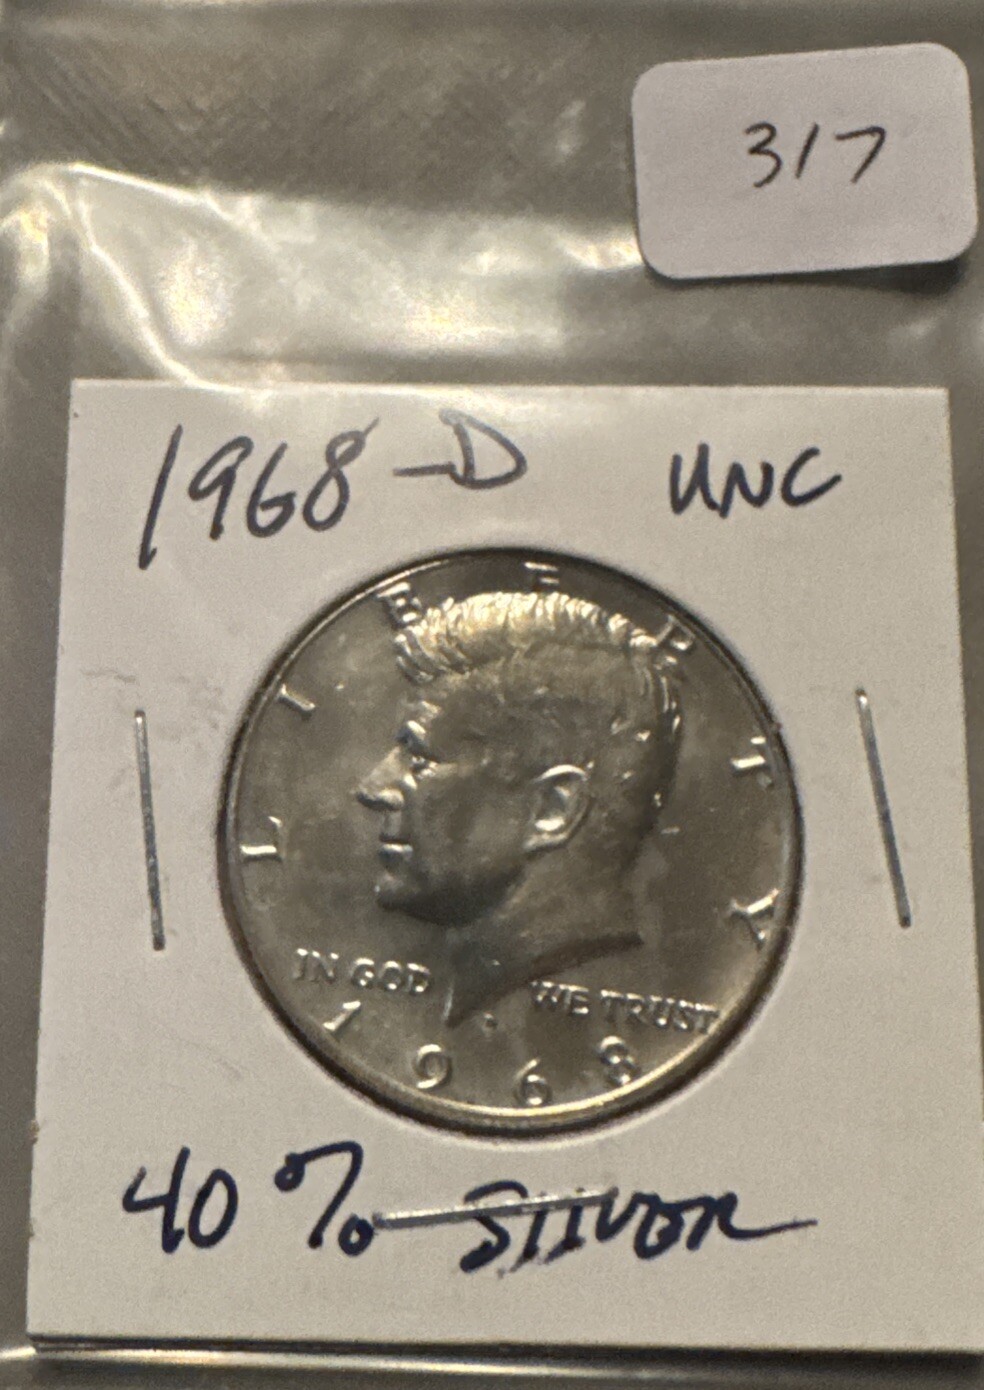 317
1968-D UNC
LIBERTY
IN GOD WE TRUST
1968
40% SILVER